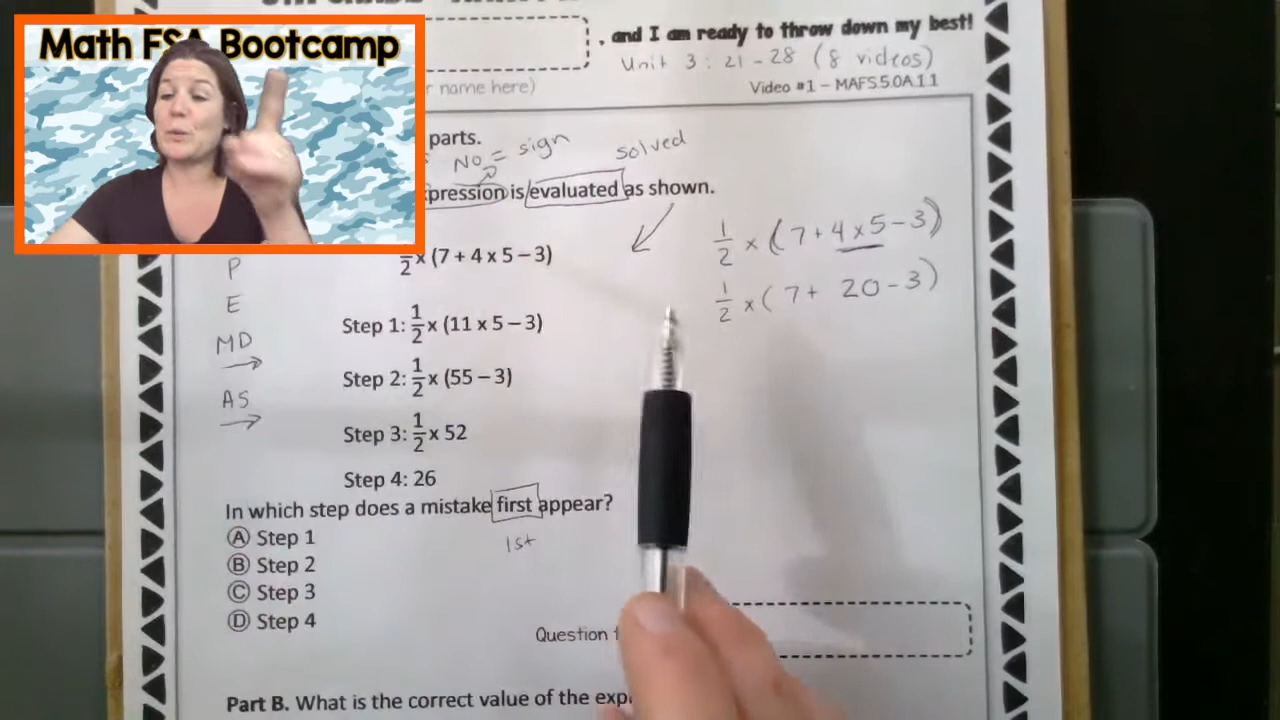 Math FSA Bootcamp
, and I am ready to throw down my best!
Unit 3: 21-28 (8 videos)
r name here)
Video #1 – MAFS.5.OA.1.1
parts.
No = sign
solved
xpression is evaluated as shown.
1/2 x (7 + 4 x 5 – 3)
1/2 x (7 + 4 x 5 - 3)
1/2 x (7 + 20 - 3)
P
E
MD
AS
Step 1: 1/2 x (11 x 5 – 3)
Step 2: 1/2 x (55 – 3)
Step 3: 1/2 x 52
Step 4: 26
In which step does a mistake first appear?
1st
Ⓐ Step 1
Ⓑ Step 2
Ⓒ Step 3
Ⓓ Step 4
Question
Part B. What is the correct value of the exp